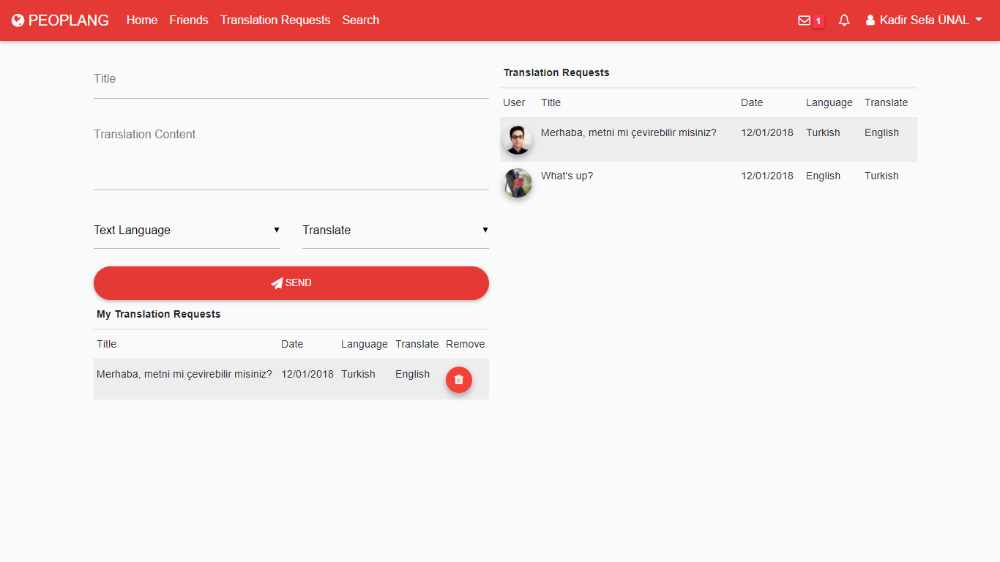 PEOPLANG Home Friends Translation Requests Search 1 Kadir Sefa ÜNAL
Title
Translation Content
Text Language Translate
SEND
My Translation Requests
Title Date Language Translate Remove
Merhaba, metni mi çevirebilir misiniz? 12/01/2018 Turkish English
Translation Requests
User Title Date Language Translate
Merhaba, metni mi çevirebilir misiniz? 12/01/2018 Turkish English
What's up? 12/01/2018 English Turkish